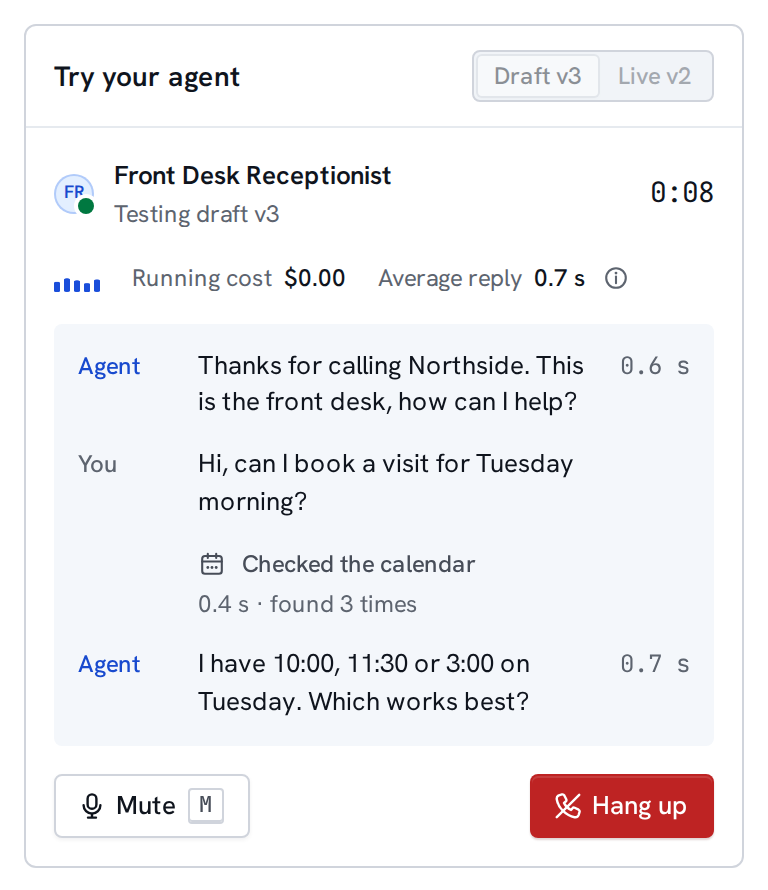 Try your agent
Draft v3
Live v2
FR
Front Desk Receptionist
Testing draft v3
0:08
Running cost $0.00
Average reply 0.7 s
Agent
Thanks for calling Northside. This
is the front desk, how can I help?
0.6 s
You
Hi, can I book a visit for Tuesday
morning?
Checked the calendar
0.4 s · found 3 times
Agent
I have 10:00, 11:30 or 3:00 on
Tuesday. Which works best?
0.7 s
Mute M
Hang up